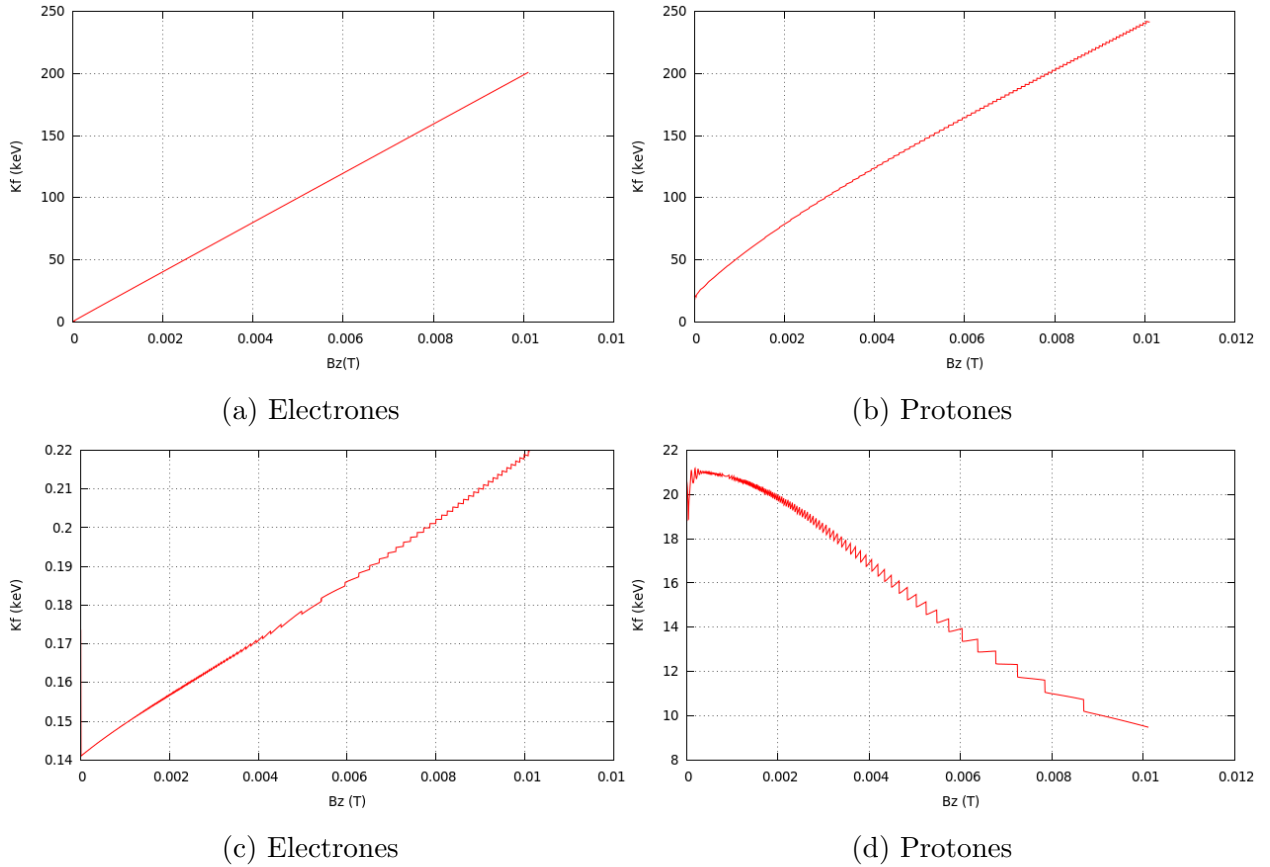 250
200
150
100
50
0
Kf (keV)
0 0.002 0.004 0.006 0.008 0.01 0.01
Bz(T)
(a) Electrones
250
200
150
100
50
0
Kf (keV)
0 0.002 0.004 0.006 0.008 0.01 0.012
Bz (T)
(b) Protones
0.22
0.21
0.2
0.19
0.18
0.17
0.16
0.15
0.14
Kf (keV)
0 0.002 0.004 0.006 0.008 0.01 0.01
Bz (T)
(c) Electrones
22
20
18
16
14
12
10
8
Kf (keV)
0 0.002 0.004 0.006 0.008 0.01 0.012
Bz (T)
(d) Protones